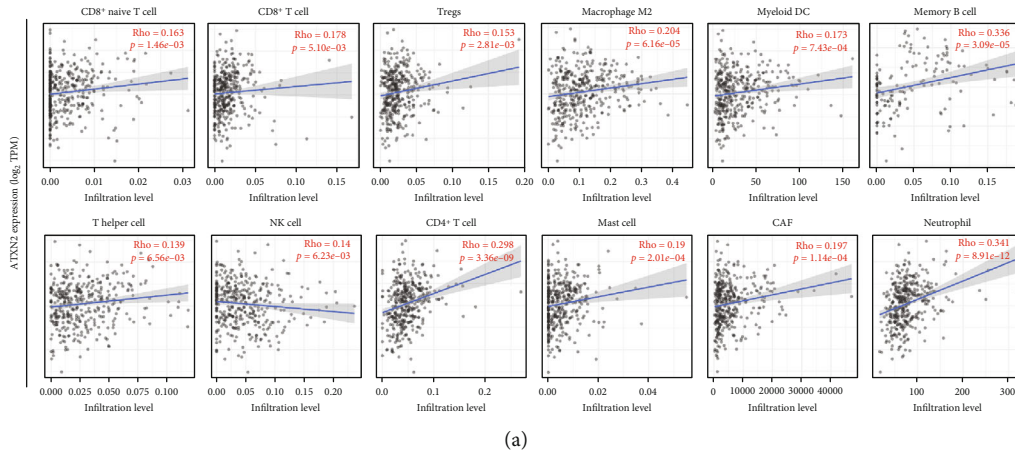 CD8⁺ naive T cell
Rho = 0.163
p = 1.46e−03
0.00 0.01 0.02 0.03
Infiltration level
CD8⁺ T cell
Rho = 0.178
p = 5.10e−03
0.00 0.05 0.10 0.15
Infiltration level
Tregs
Rho = 0.153
p = 2.81e−03
0.00 0.05 0.10 0.15 0.20
Infiltration level
Macrophage M2
Rho = 0.204
p = 6.16e−05
0.0 0.1 0.2 0.3 0.4
Infiltration level
Myeloid DC
Rho = 0.173
p = 7.43e−04
0 50 100 150
Infiltration level
Memory B cell
Rho = 0.336
p = 3.09e−05
0.00 0.05 0.10 0.15
Infiltration level
ATXN2 expression (log₂ TPM)
T helper cell
Rho = 0.139
p = 6.56e−03
0.000 0.025 0.050 0.075 0.100
Infiltration level
NK cell
Rho = 0.14
p = 6.23e−03
0.00 0.05 0.10 0.15 0.20
Infiltration level
CD4⁺ T cell
Rho = 0.298
p = 3.36e−09
0.0 0.1 0.2
Infiltration level
Mast cell
Rho = 0.19
p = 2.01e−04
0.00 0.02 0.04
Infiltration level
CAF
Rho = 0.197
p = 1.14e−04
0 10000 20000 30000 40000
Infiltration level
Neutrophil
Rho = 0.341
p = 8.91e−12
100 200 300
Infiltration level
(a)